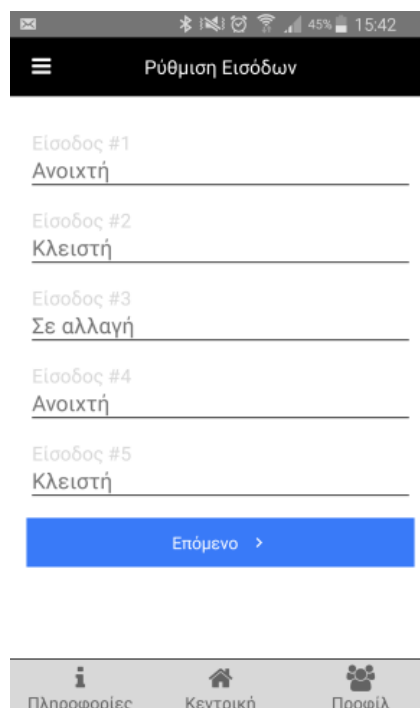 45% 15:42
Ρύθμιση Εισόδων
Είσοδος #1
Ανοιχτή
Είσοδος #2
Κλειστή
Είσοδος #3
Σε αλλαγή
Είσοδος #4
Ανοιχτή
Είσοδος #5
Κλειστή
Επόμενο
Πληροφορίες Κεντρική Προφίλ